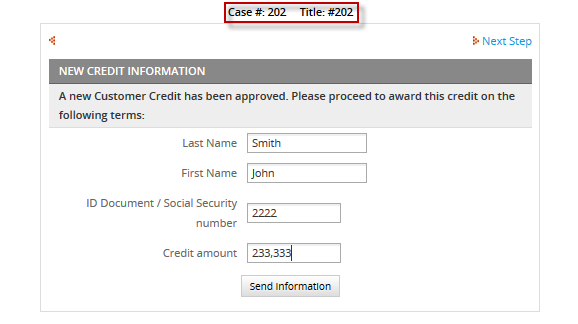 Case #: 202 Title: #202
Next Step
NEW CREDIT INFORMATION
A new Customer Credit has been approved. Please proceed to award this credit on the
following terms:
Last Name Smith
First Name John
ID Document / Social Security
number 2222
Credit amount 233,333
Send information